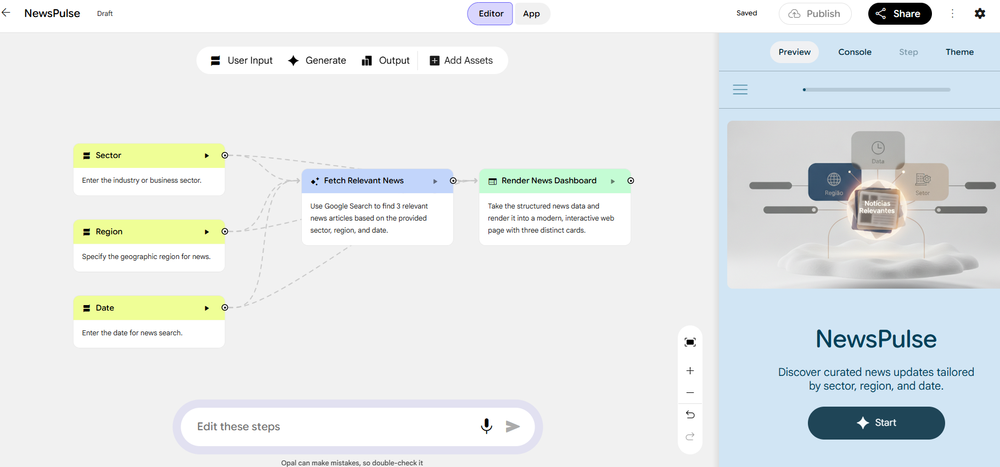 NewsPulse
Draft
Editor
App
Saved
Publish
Share
User Input
Generate
Output
Add Assets
Preview
Console
Step
Theme
Sector
Enter the industry or business sector.
Region
Specify the geographic region for news.
Date
Enter the date for news search.
Fetch Relevant News
Use Google Search to find 3 relevant
news articles based on the provided
sector, region, and date.
Render News Dashboard
Take the structured news data and
render it into a modern, interactive web
page with three distinct cards.
Edit these steps
Opal can make mistakes, so double-check it
Data
Região
Setor
Notícias
Relevantes
NewsPulse
Discover curated news updates tailored
by sector, region, and date.
Start